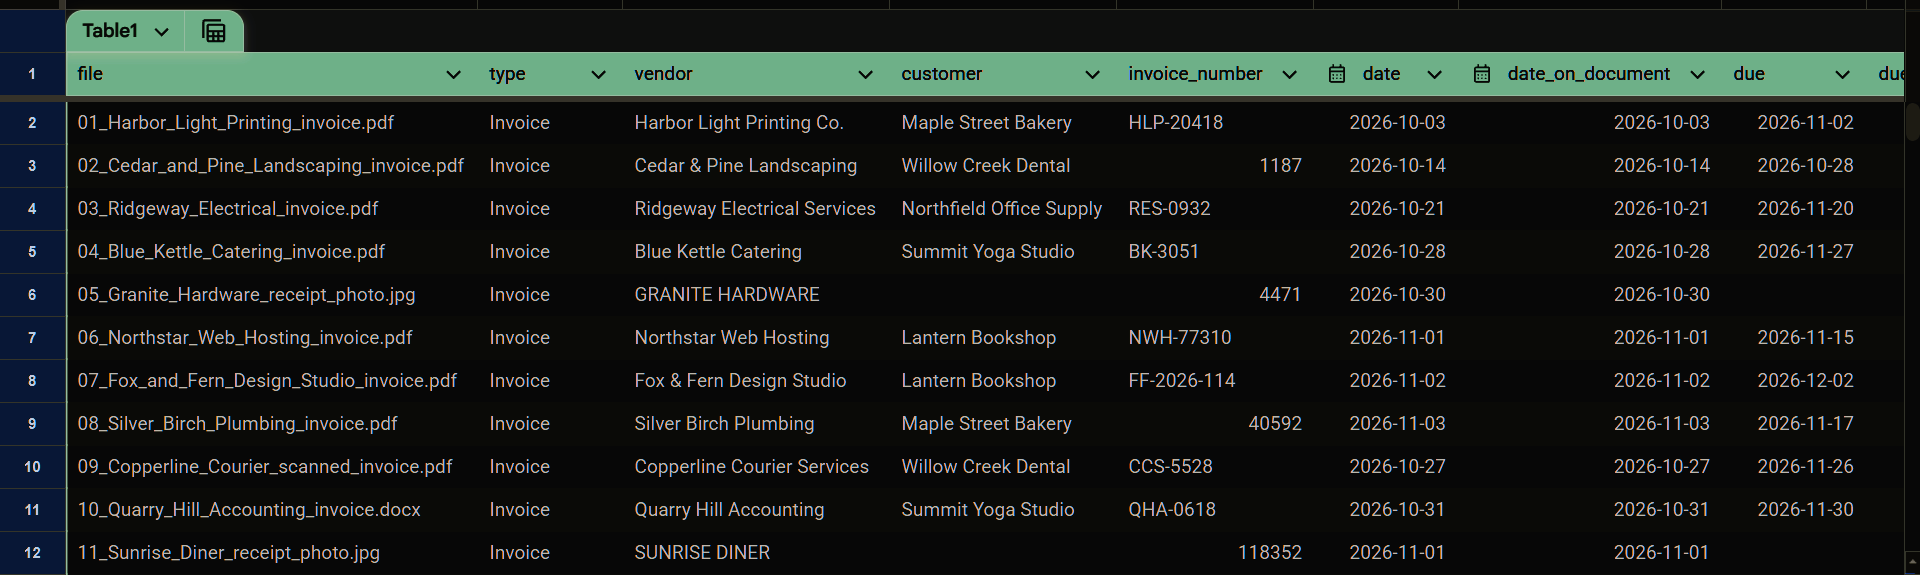 Table1
1 file type vendor customer invoice_number date date_on_document due due
2 01_Harbor_Light_Printing_invoice.pdf Invoice Harbor Light Printing Co. Maple Street Bakery HLP-20418 2026-10-03 2026-10-03 2026-11-02
3 02_Cedar_and_Pine_Landscaping_invoice.pdf Invoice Cedar & Pine Landscaping Willow Creek Dental 1187 2026-10-14 2026-10-14 2026-10-28
4 03_Ridgeway_Electrical_invoice.pdf Invoice Ridgeway Electrical Services Northfield Office Supply RES-0932 2026-10-21 2026-10-21 2026-11-20
5 04_Blue_Kettle_Catering_invoice.pdf Invoice Blue Kettle Catering Summit Yoga Studio BK-3051 2026-10-28 2026-10-28 2026-11-27
6 05_Granite_Hardware_receipt_photo.jpg Invoice GRANITE HARDWARE 4471 2026-10-30 2026-10-30
7 06_Northstar_Web_Hosting_invoice.pdf Invoice Northstar Web Hosting Lantern Bookshop NWH-77310 2026-11-01 2026-11-01 2026-11-15
8 07_Fox_and_Fern_Design_Studio_invoice.pdf Invoice Fox & Fern Design Studio Lantern Bookshop FF-2026-114 2026-11-02 2026-11-02 2026-12-02
9 08_Silver_Birch_Plumbing_invoice.pdf Invoice Silver Birch Plumbing Maple Street Bakery 40592 2026-11-03 2026-11-03 2026-11-17
10 09_Copperline_Courier_scanned_invoice.pdf Invoice Copperline Courier Services Willow Creek Dental CCS-5528 2026-10-27 2026-10-27 2026-11-26
11 10_Quarry_Hill_Accounting_invoice.docx Invoice Quarry Hill Accounting Summit Yoga Studio QHA-0618 2026-10-31 2026-10-31 2026-11-30
12 11_Sunrise_Diner_receipt_photo.jpg Invoice SUNRISE DINER 118352 2026-11-01 2026-11-01